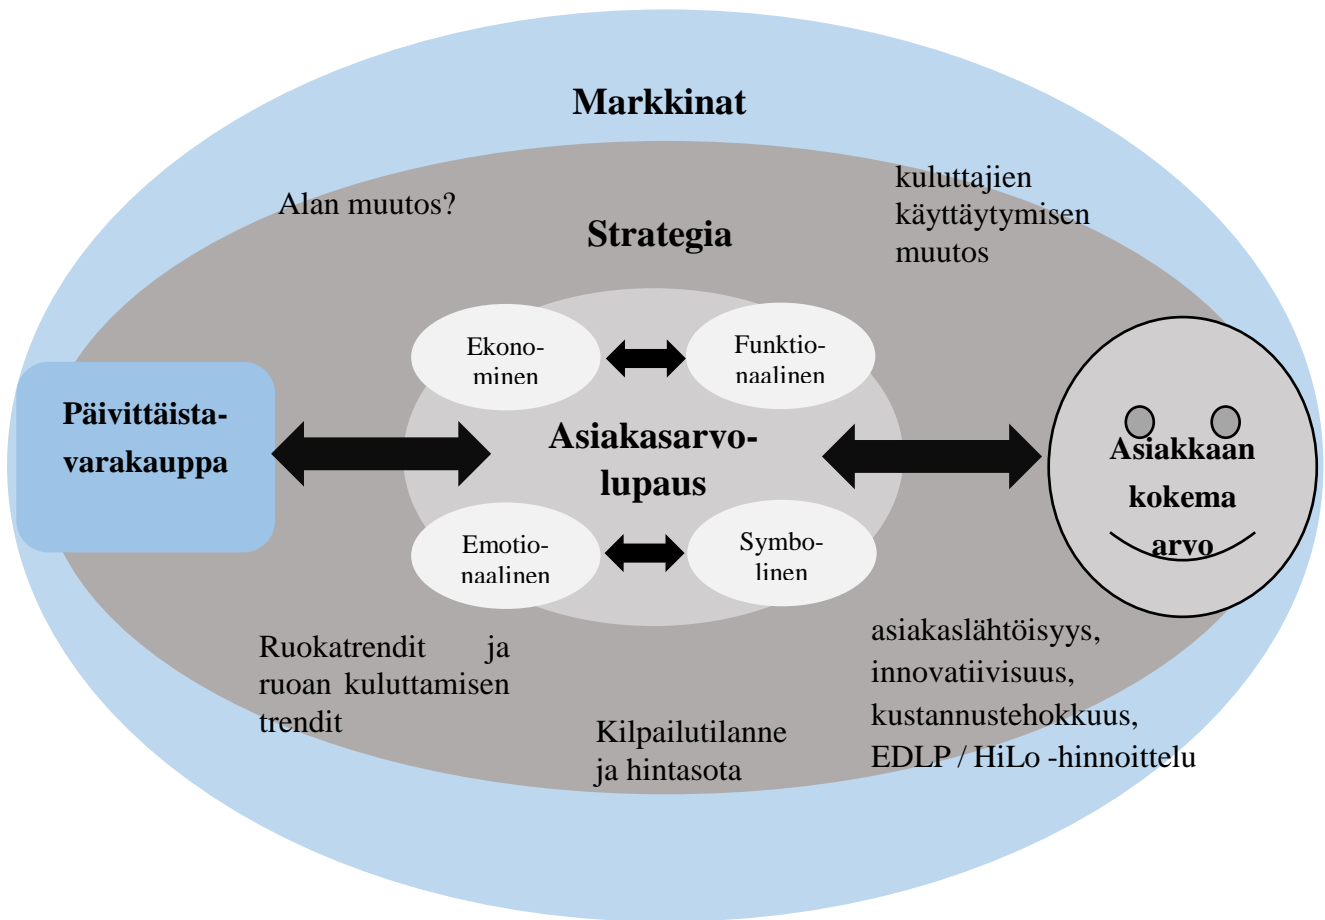 Markkinat
Alan muutos?
kuluttajien
käyttäytymisen
muutos
Strategia
Ekono-
minen
Funktio-
naalinen
Päivittäista-
varakauppa
Asiakasarvo-
lupaus
Asiakkaan
kokema
arvo
Emotio-
naalinen
Symbo-
linen
Ruokatrendit ja
ruoan kuluttamisen
trendit
Kilpailutilanne
ja hintasota
asiakaslähtöisyys,
innovatiivisuus,
kustannustehokkuus,
EDLP / HiLo -hinnoittelu